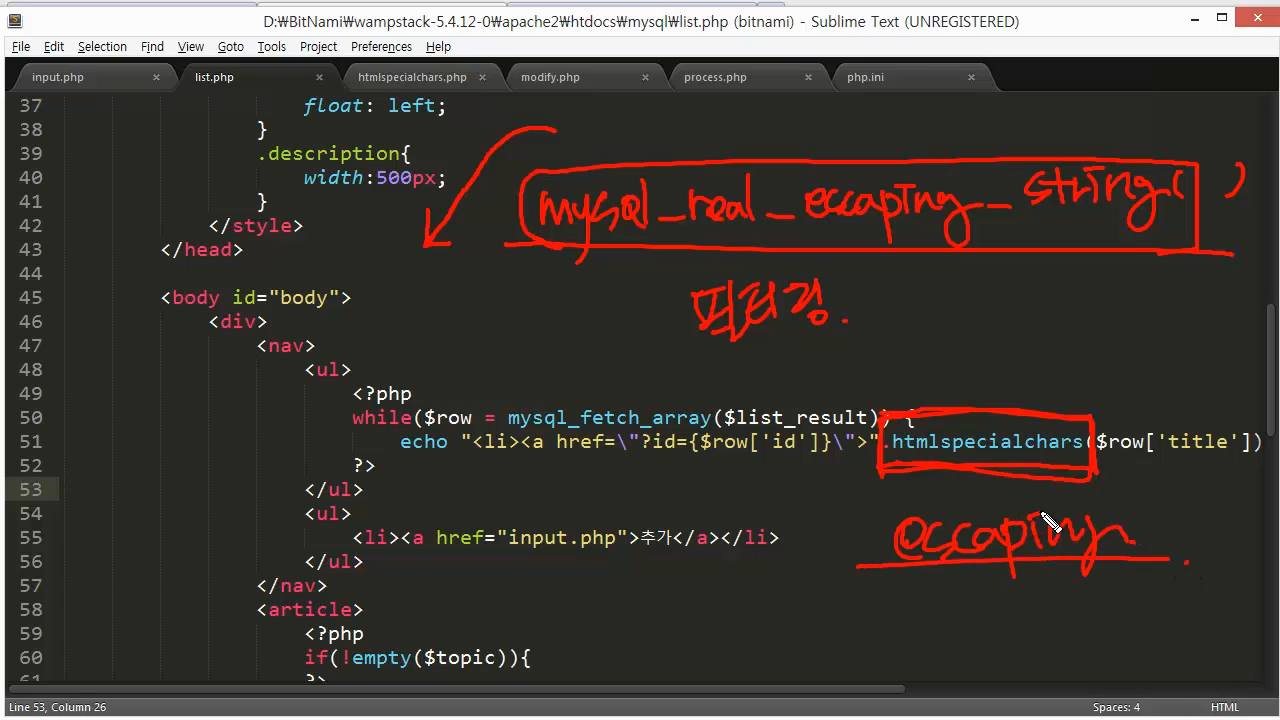 D:₩BitNami₩wampstack-5.4.12-0₩apache2₩htdocs₩mysql₩list.php (bitnami) - Sublime Text (UNREGISTERED)
File Edit Selection Find View Goto Tools Project Preferences Help
input.php × list.php × htmlspecialchars.php × modify.php × process.php × php.ini ×
37 float: left;
38 }
39 .description{
40 width:500px;
41 }
42 </style>
43 </head>
44
45 <body id="body">
46 <div>
47 <nav>
48 <ul>
49 <?php
50 while($row = mysql_fetch_array($list_result)) {
51 echo "<li><a href=\"?id={$row['id']}\">".htmlspecialchars($row['title'])
52 ?>
53 </ul>
54 <ul>
55 <li><a href="input.php">추가</a></li>
56 </ul>
57 </nav>
58 <article>
59 <?php
60 if(!empty($topic)){
61 ?>
mysql_real_eccaping_string( )
필터링.
eccaping.
Line 53, Column 26 Spaces: 4 HTML